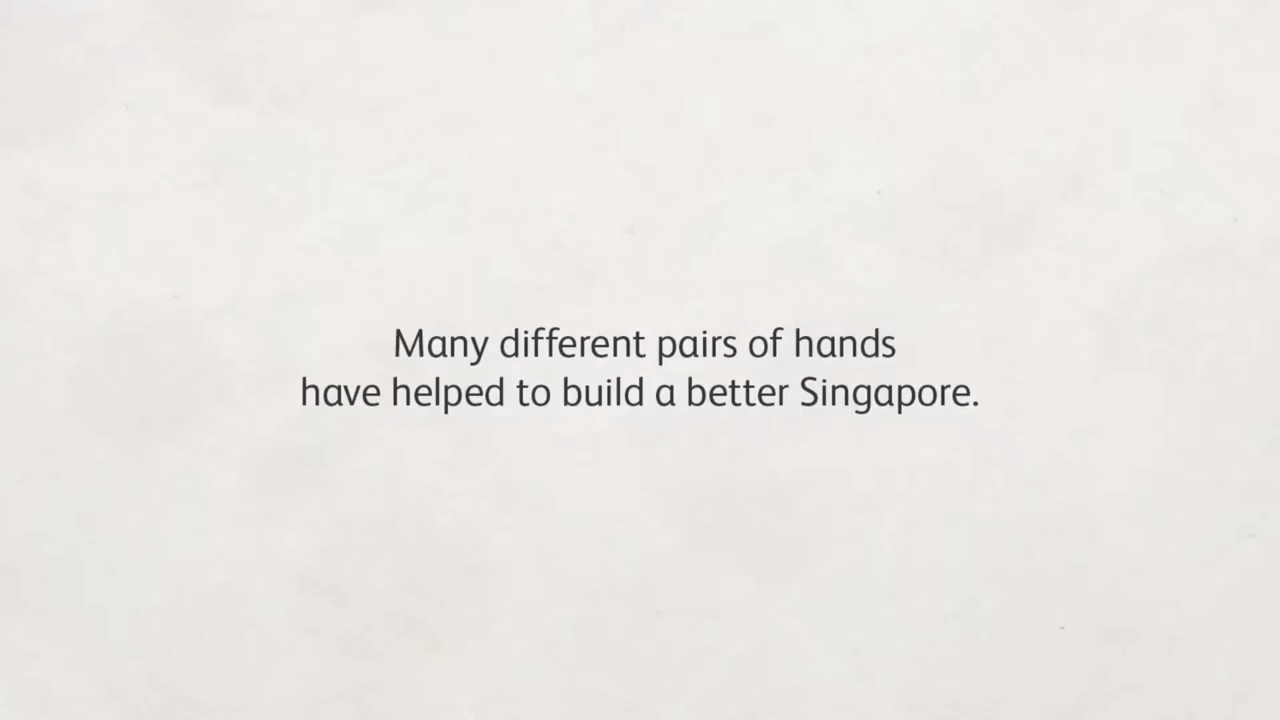 Many different pairs of hands
have helped to build a better Singapore.